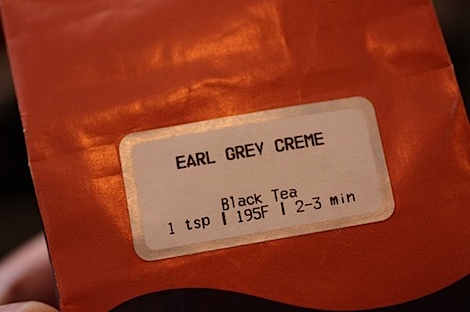 EARL GREY CREME
Black Tea
1 tsp | 195F | 2-3 min